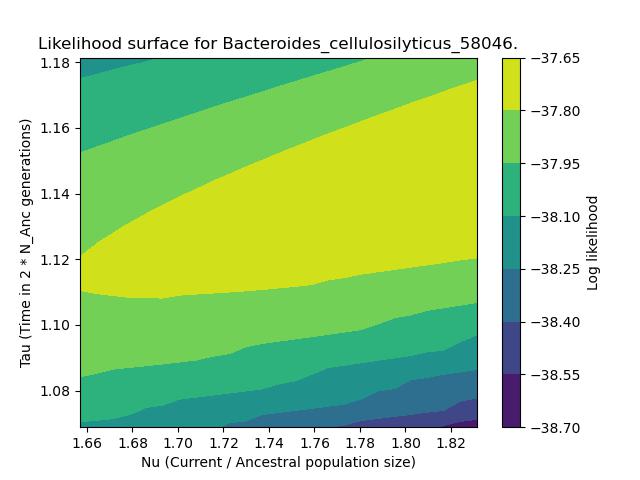 Likelihood surface for Bacteroides_cellulosilyticus_58046.
Tau (Time in 2 * N_Anc generations)
1.18
1.16
1.14
1.12
1.10
1.08
1.66 1.68 1.70 1.72 1.74 1.76 1.78 1.80 1.82
Nu (Current / Ancestral population size)
−37.65
−37.80
−37.95
−38.10
−38.25
−38.40
−38.55
−38.70
Log likelihood